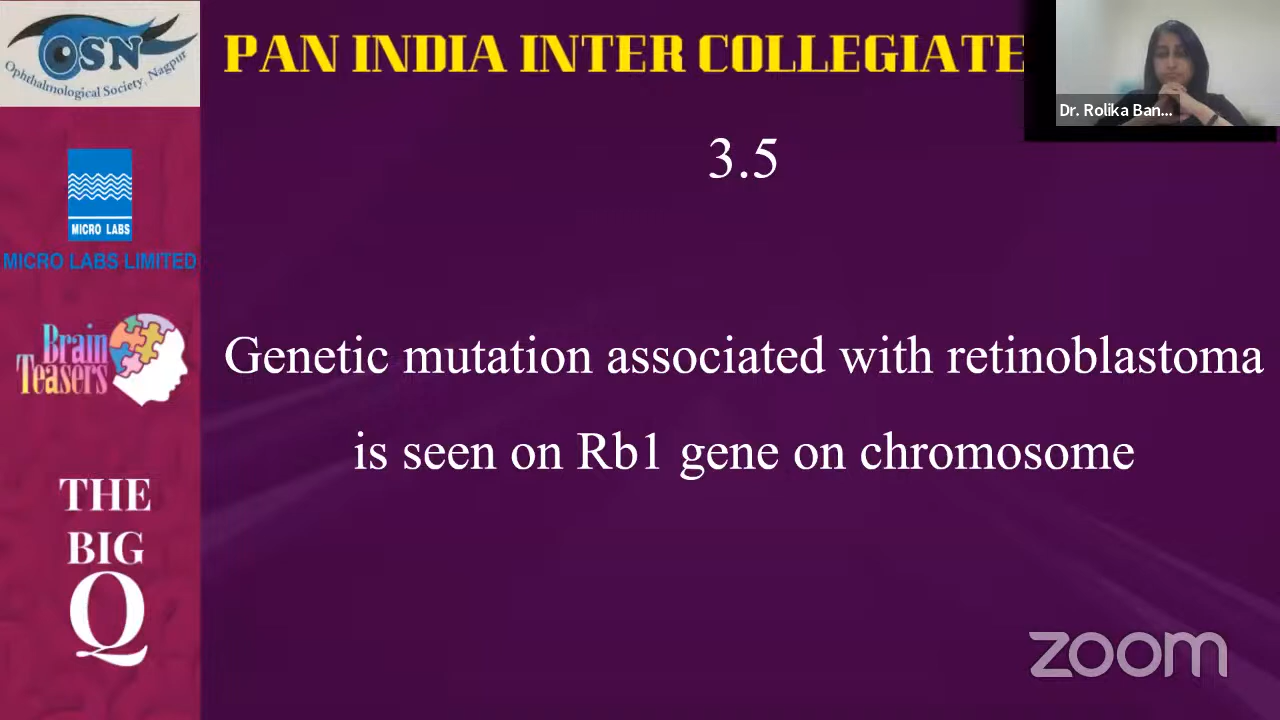 OSN
Ophthalmological Society, Nagpur
PAN INDIA INTER COLLEGIATE
Dr. Rolika Ban...
3.5
MICRO LABS
MICRO LABS LIMITED
Brain
Teasers
Genetic mutation associated with retinoblastoma
is seen on Rb1 gene on chromosome
THE
BIG
Q
zoom